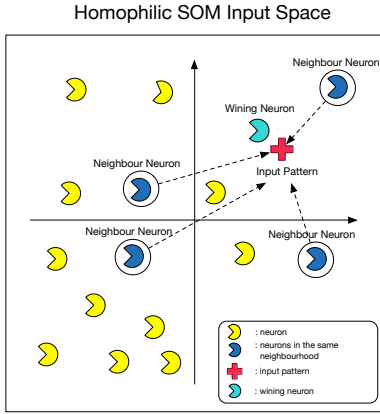 Homophilic SOM Input Space
Neighbour Neuron
Wining Neuron
Neighbour Neuron
Input Pattern
Neighbour Neuron
Neighbour Neuron
: neuron
: neurons in the same
neighbourhood
: input pattern
: wining neuron